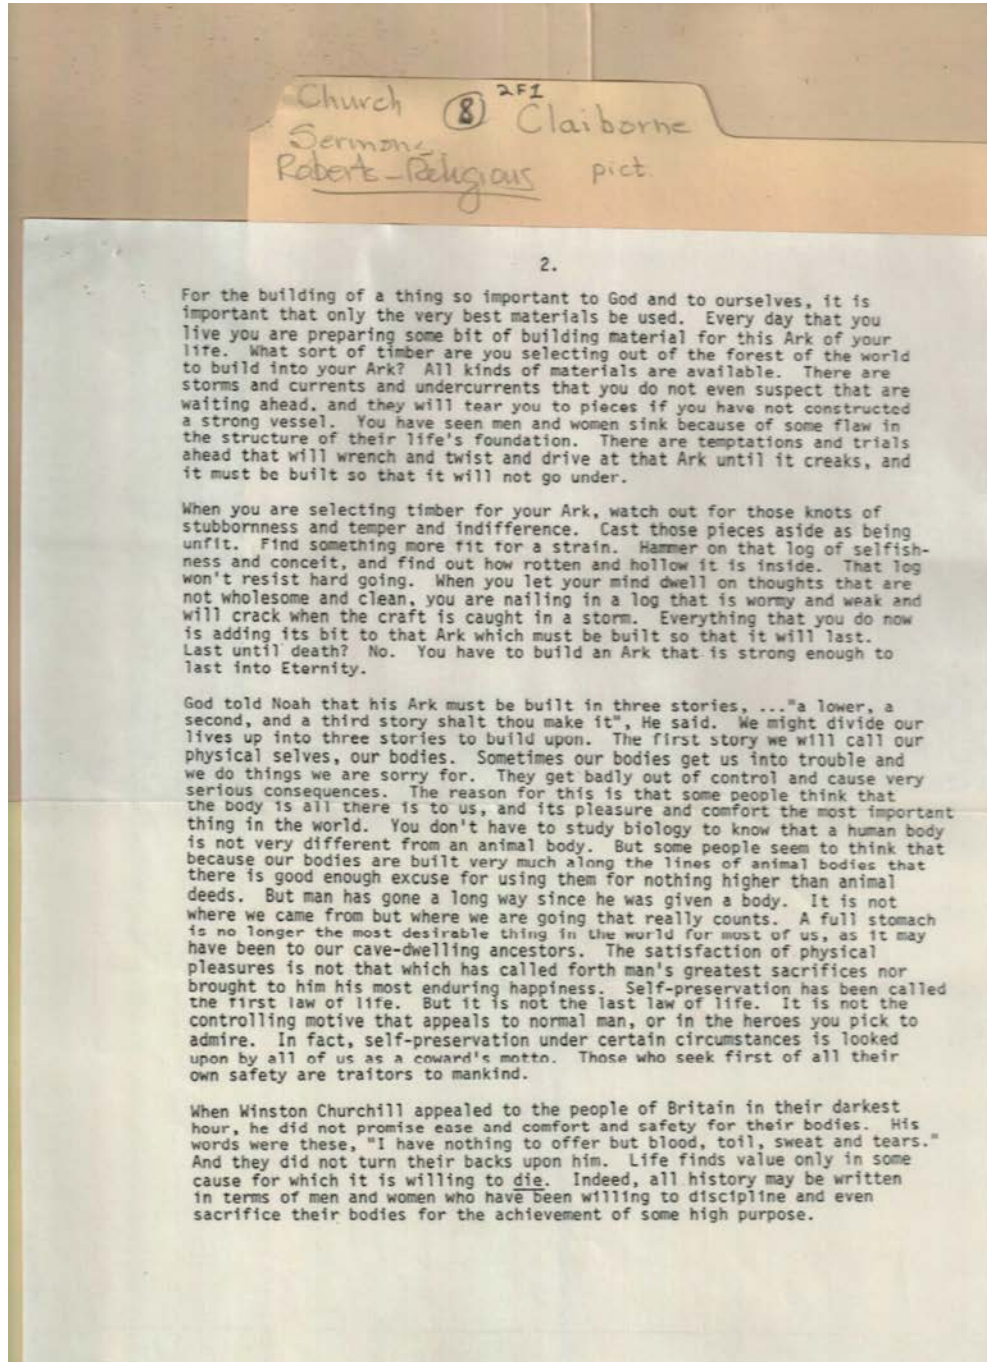 Church ⑧ 2F1 Claiborne
Sermons
Roberts-Religious pict.
2.
For the building of a thing so important to God and to ourselves, it is
important that only the very best materials be used. Every day that you
live you are preparing some bit of building material for this Ark of your
life. What sort of timber are you selecting out of the forest of the world
to build into your Ark? All kinds of materials are available. There are
storms and currents and undercurrents that you do not even suspect that are
waiting ahead, and they will tear you to pieces if you have not constructed
a strong vessel. You have seen men and women sink because of some flaw in
the structure of their life's foundation. There are temptations and trials
ahead that will wrench and twist and drive at that Ark until it creaks, and
it must be built so that it will not go under.
When you are selecting timber for your Ark, watch out for those knots of
stubbornness and temper and indifference. Cast those pieces aside as being
unfit. Find something more fit for a strain. Hammer on that log of selfish-
ness and conceit, and find out how rotten and hollow it is inside. That log
won't resist hard going. When you let your mind dwell on thoughts that are
not wholesome and clean, you are nailing in a log that is wormy and weak and
will crack when the craft is caught in a storm. Everything that you do now
is adding its bit to that Ark which must be built so that it will last.
Last until death? No. You have to build an Ark that is strong enough to
last into Eternity.
God told Noah that his Ark must be built in three stories, ..."a lower, a
second, and a third story shalt thou make it", He said. We might divide our
lives up into three stories to build upon. The first story we will call our
physical selves, our bodies. Sometimes our bodies get us into trouble and
we do things we are sorry for. They get badly out of control and cause very
serious consequences. The reason for this is that some people think that
the body is all there is to us, and its pleasure and comfort the most important
thing in the world. You don't have to study biology to know that a human body
is not very different from an animal body. But some people seem to think that
because our bodies are built very much along the lines of animal bodies that
there is good enough excuse for using them for nothing higher than animal
deeds. But man has gone a long way since he was given a body. It is not
where we came from but where we are going that really counts. A full stomach
is no longer the most desirable thing in the world for most of us, as it may
have been to our cave-dwelling ancestors. The satisfaction of physical
pleasures is not that which has called forth man's greatest sacrifices nor
brought to him his most enduring happiness. Self-preservation has been called
the first law of life. But it is not the last law of life. It is not the
controlling motive that appeals to normal man, or in the heroes you pick to
admire. In fact, self-preservation under certain circumstances is looked
upon by all of us as a coward's motto. Those who seek first of all their
own safety are traitors to mankind.
When Winston Churchill appealed to the people of Britain in their darkest
hour, he did not promise ease and comfort and safety for their bodies. His
words were these, "I have nothing to offer but blood, toil, sweat and tears."
And they did not turn their backs upon him. Life finds value only in some
cause for which it is willing to die. Indeed, all history may be written
in terms of men and women who have been willing to discipline and even
sacrifice their bodies for the achievement of some high purpose.